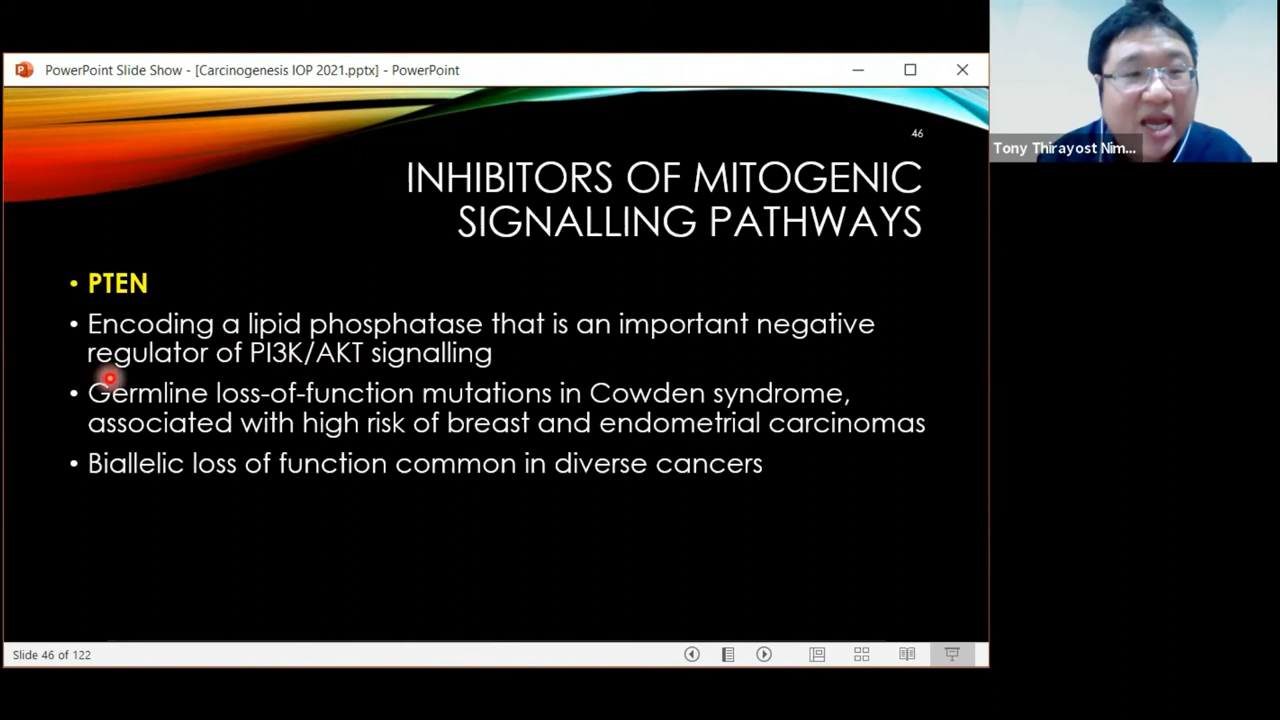 PowerPoint Slide Show - [Carcinogenesis IOP 2021.pptx] - PowerPoint
Tony Thirayost Nim...
46
INHIBITORS OF MITOGENIC
SIGNALLING PATHWAYS
• PTEN
• Encoding a lipid phosphatase that is an important negative
regulator of PI3K/AKT signalling
• Germline loss-of-function mutations in Cowden syndrome,
associated with high risk of breast and endometrial carcinomas
• Biallelic loss of function common in diverse cancers
Slide 46 of 122